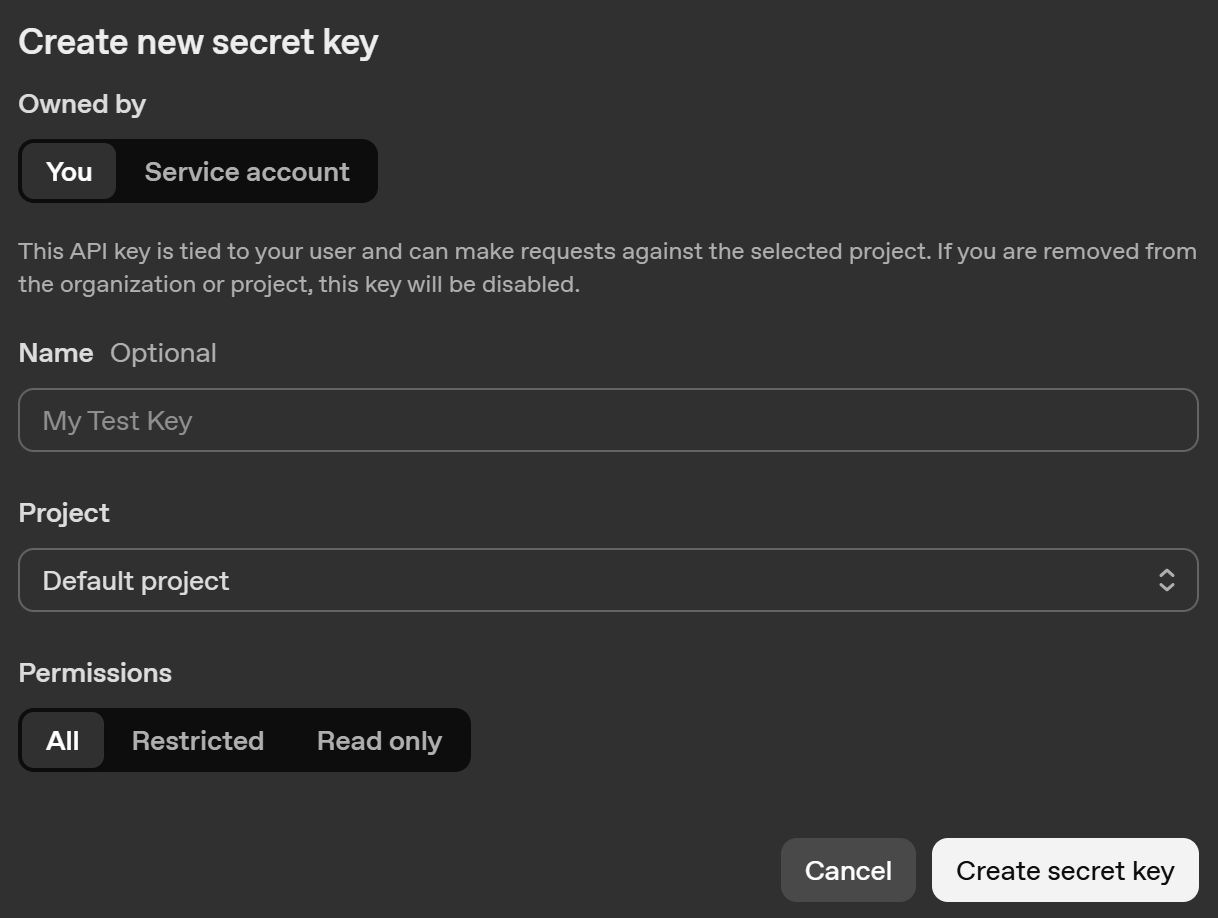 Create new secret key
Owned by
You Service account
This API key is tied to your user and can make requests against the selected project. If you are removed from
the organization or project, this key will be disabled.
Name Optional
My Test Key
Project
Default project
Permissions
All Restricted Read only
Cancel Create secret key